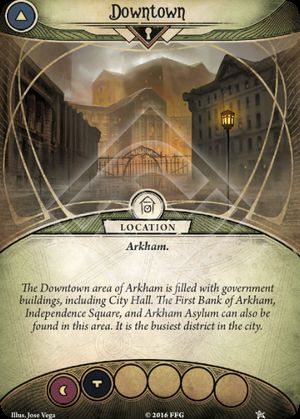 Downtown
LOCATION
Arkham.
The Downtown area of Arkham is filled with government
buildings, including City Hall. The First Bank of Arkham,
Independence Square, and Arkham Asylum can also be
found in this area. It is the busiest district in the city.
Illus. Jose Vega
© 2016 FFG